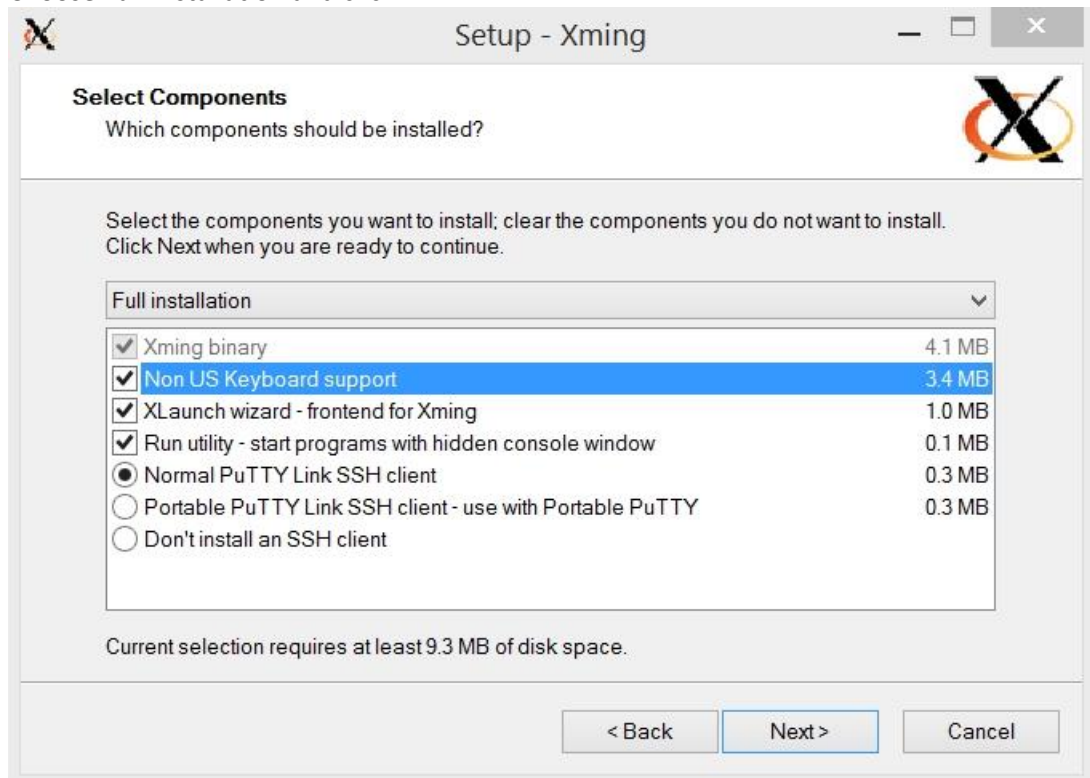 Setup - Xming
Select Components
Which components should be installed?
Select the components you want to install; clear the components you do not want to install.
Click Next when you are ready to continue.
Full installation
Xming binary 4.1 MB
Non US Keyboard support 3.4 MB
XLaunch wizard - frontend for Xming 1.0 MB
Run utility - start programs with hidden console window 0.1 MB
Normal PuTTY Link SSH client 0.3 MB
Portable PuTTY Link SSH client - use with Portable PuTTY 0.3 MB
Don't install an SSH client
Current selection requires at least 9.3 MB of disk space.
< Back Next > Cancel